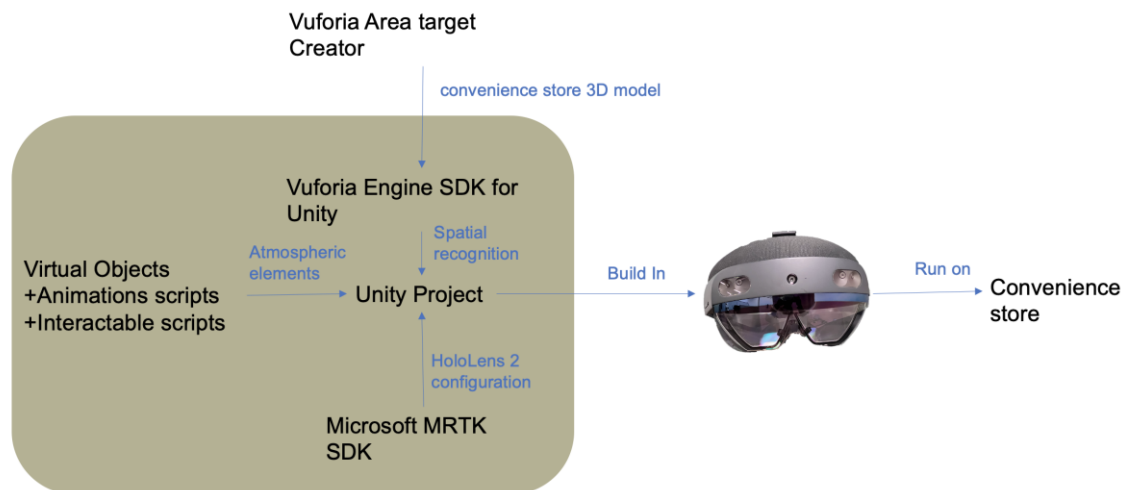 Vuforia Area target
Creator
convenience store 3D model
Vuforia Engine SDK for
Unity
Spatial
recognition
Atmospheric
elements
Virtual Objects
+Animations scripts
+Interactable scripts
Unity Project
Build In
Run on
Convenience
store
HoloLens 2
configuration
Microsoft MRTK
SDK